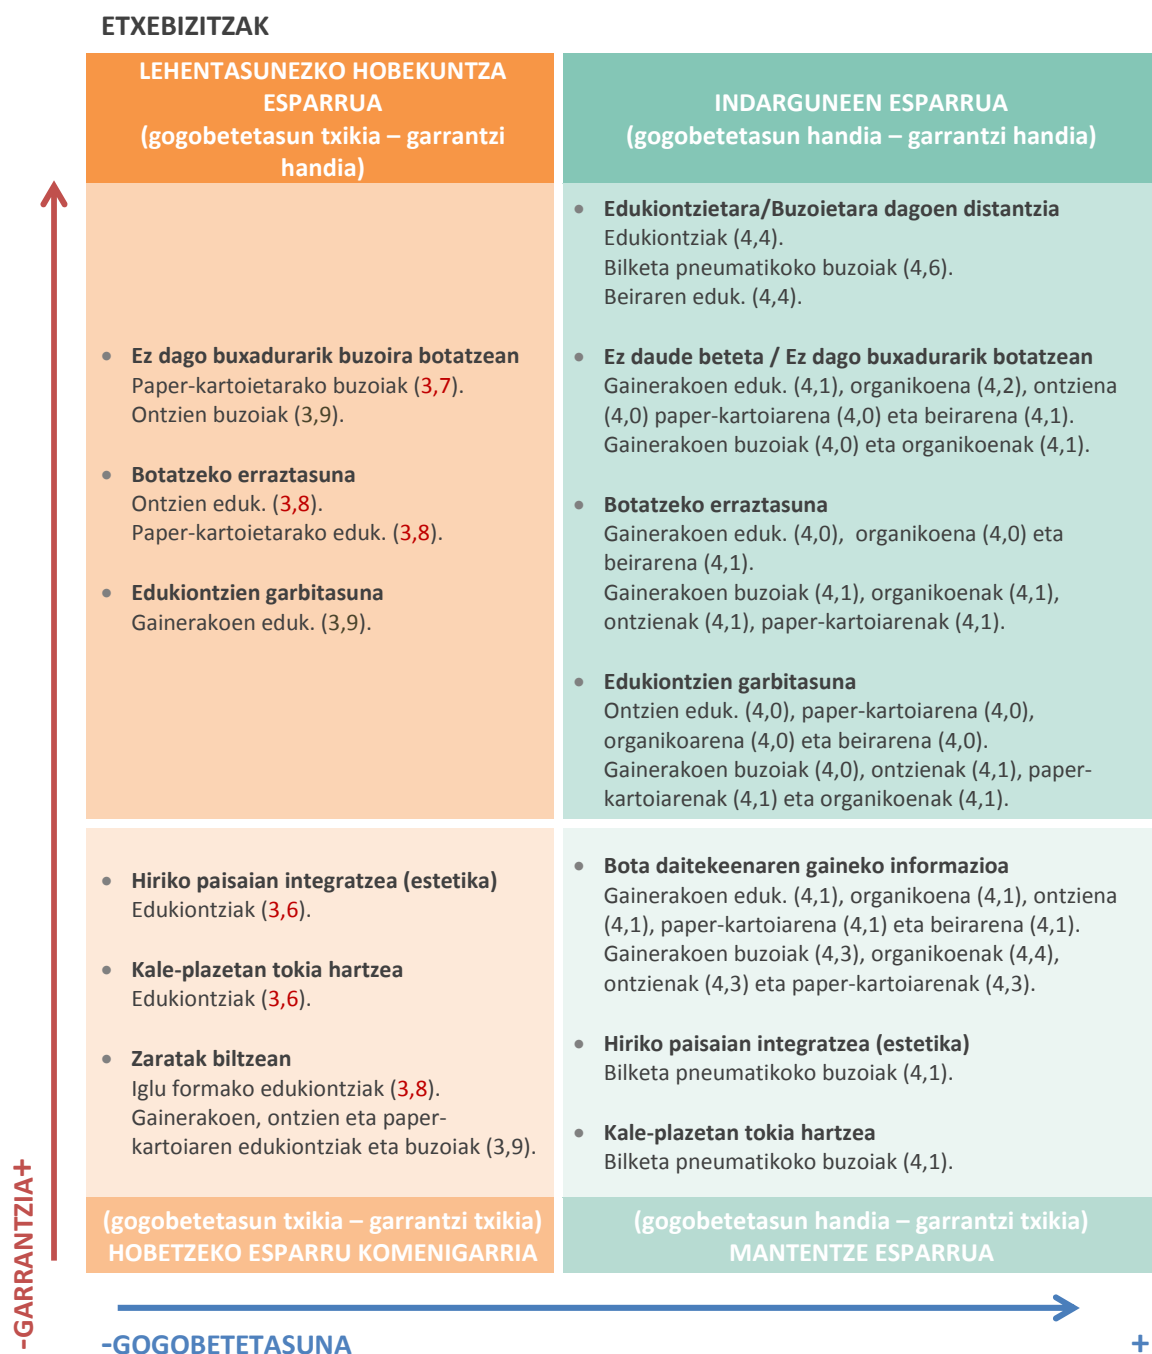 ETXEBIZITZAK
LEHENTASUNEZKO HOBEKUNTZA
ESPARRUA
(gogobetetasun txikia – garrantzi
handia)
INDARGUNEEN ESPARRUA
(gogobetetasun handia – garrantzi handia)
• Ez dago buxadurarik buzoira botatzean
Paper-kartoietarako buzoiak (3,7).
Ontzien buzoiak (3,9).
• Botatzeko erraztasuna
Ontzien eduk. (3,8).
Paper-kartoietarako eduk. (3,8).
• Edukiontzien garbitasuna
Gainerakoen eduk. (3,9).
• Edukiontzietara/Buzoietara dagoen distantzia
Edukiontziak (4,4).
Bilketa pneumatikoko buzoiak (4,6).
Beiraren eduk. (4,4).
• Ez daude beteta / Ez dago buxadurarik botatzean
Gainerakoen eduk. (4,1), organikoena (4,2), ontziena
(4,0) paper-kartoiarena (4,0) eta beirarena (4,1).
Gainerakoen buzoiak (4,0) eta organikoenak (4,1).
• Botatzeko erraztasuna
Gainerakoen eduk. (4,0), organikoena (4,0) eta
beirarena (4,1).
Gainerakoen buzoiak (4,1), organikoenak (4,1),
ontzienak (4,1), paper-kartoiarenak (4,1).
• Edukiontzien garbitasuna
Ontzien eduk. (4,0), paper-kartoiarena (4,0),
organikoarena (4,0) eta beirarena (4,0).
Gainerakoen buzoiak (4,0), ontzienak (4,1), paper-
kartoiarenak (4,1) eta organikoenak (4,1).
• Hiriko paisaian integratzea (estetika)
Edukiontziak (3,6).
• Kale-plazetan tokia hartzea
Edukiontziak (3,6).
• Zaratak biltzean
Iglu formako edukiontziak (3,8).
Gainerakoen, ontzien eta paper-
kartoiaren edukiontziak eta buzoiak (3,9).
• Bota daitekeenaren gaineko informazioa
Gainerakoen eduk. (4,1), organikoena (4,1), ontziena
(4,1), paper-kartoiarena (4,1) eta beirarena (4,1).
Gainerakoen buzoiak (4,3), organikoenak (4,4),
ontzienak (4,3) eta paper-kartoiarenak (4,3).
• Hiriko paisaian integratzea (estetika)
Bilketa pneumatikoko buzoiak (4,1).
• Kale-plazetan tokia hartzea
Bilketa pneumatikoko buzoiak (4,1).
(gogobetetasun txikia – garrantzi txikia)
HOBETZEKO ESPARRU KOMENIGARRIA
(gogobetetasun handia – garrantzi txikia)
MANTENTZE ESPARRUA
-GARRANTZIA+
-GOGOBETETASUNA +